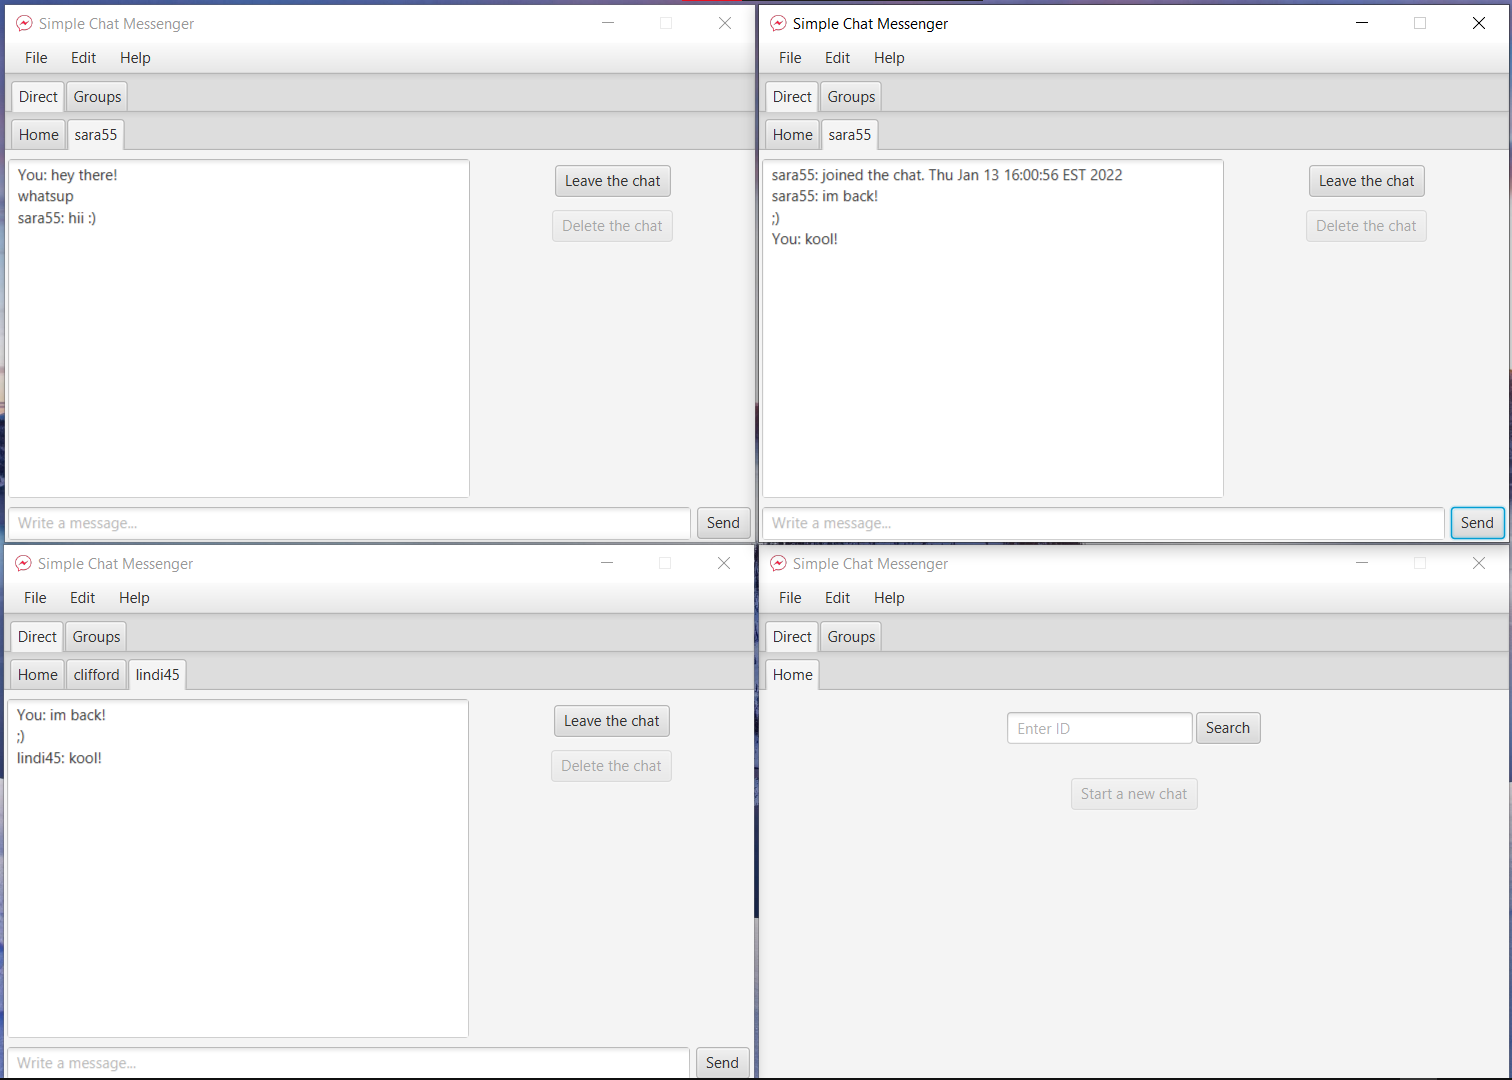 Simple Chat Messenger
File Edit Help
Direct Groups
Home sara55
You: hey there!
whatsup
sara55: hii :)
Leave the chat
Delete the chat
Write a message...
Send
Simple Chat Messenger
File Edit Help
Direct Groups
Home sara55
sara55: joined the chat. Thu Jan 13 16:00:56 EST 2022
sara55: im back!
;)
You: kool!
Leave the chat
Delete the chat
Write a message...
Send
Simple Chat Messenger
File Edit Help
Direct Groups
Home clifford lindi45
You: im back!
;)
lindi45: kool!
Leave the chat
Delete the chat
Write a message...
Send
Simple Chat Messenger
File Edit Help
Direct Groups
Home
Enter ID
Search
Start a new chat